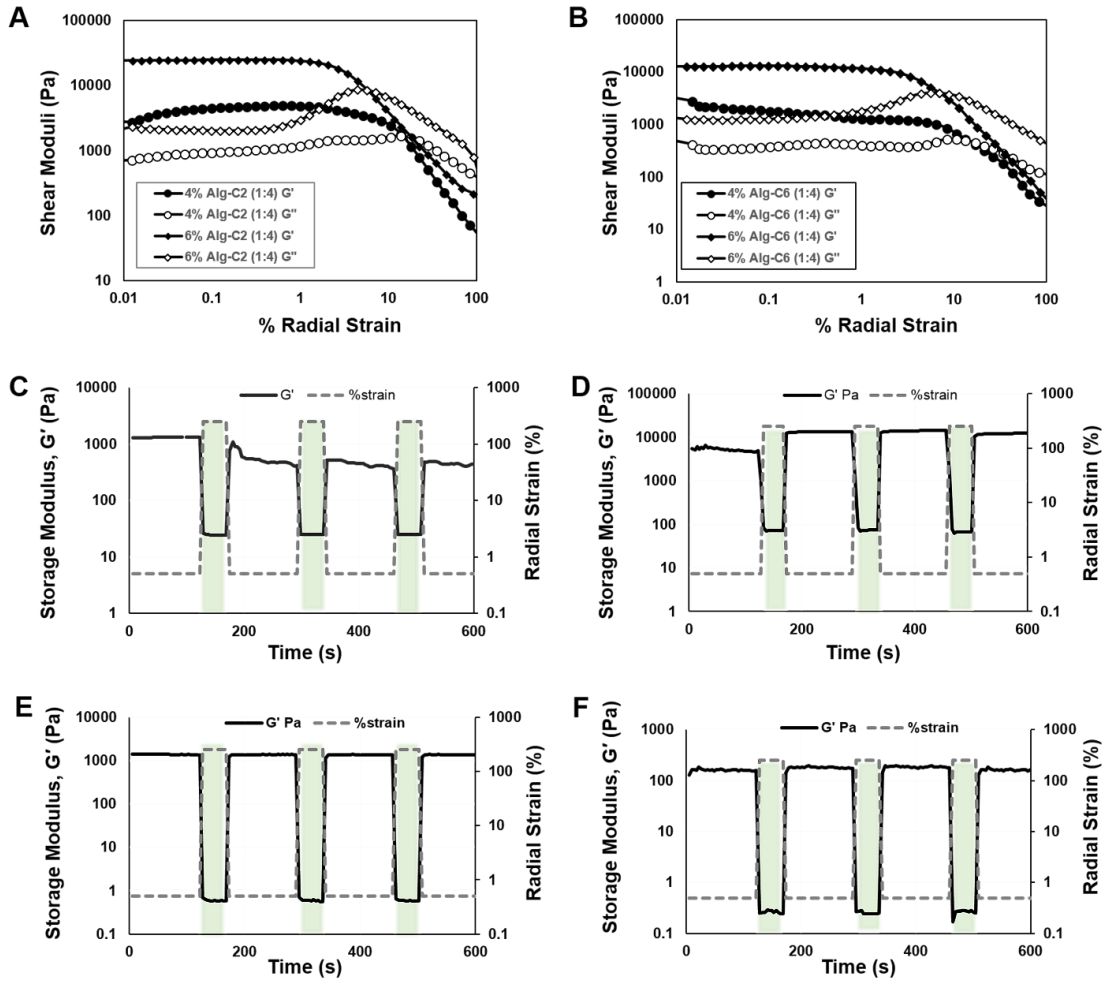 A
100000
10000
1000
100
10
Shear Moduli (Pa)
4% Alg-C2 (1:4) G'
4% Alg-C2 (1:4) G"
6% Alg-C2 (1:4) G'
6% Alg-C2 (1:4) G"
0.01 0.1 1 10 100
% Radial Strain
B
100000
10000
1000
100
10
1
Shear Moduli (Pa)
4% Alg-C6 (1:4) G'
4% Alg-C6 (1:4) G"
6% Alg-C6 (1:4) G'
6% Alg-C6 (1:4) G"
0.01 0.1 1 10 100
% Radial Strain
C
G' %strain
10000
1000
100
10
1
Storage Modulus, G′ (Pa)
1000
100
10
1
0.1
Radial Strain (%)
0 200 400 600
Time (s)
D
G' Pa %strain
100000
10000
1000
100
10
1
Storage Modulus, G′ (Pa)
1000
100
10
1
0.1
Radial Strain (%)
0 200 400 600
Time (s)
E
G' Pa %strain
10000
1000
100
10
1
0.1
Storage Modulus, G′ (Pa)
1000
100
10
1
0.1
Radial Strain (%)
0 200 400 600
Time (s)
F
G' Pa %strain
1000
100
10
1
0.1
Storage Modulus, G′ (Pa)
1000
100
10
1
0.1
Radial Strain (%)
0 200 400 600
Time (s)